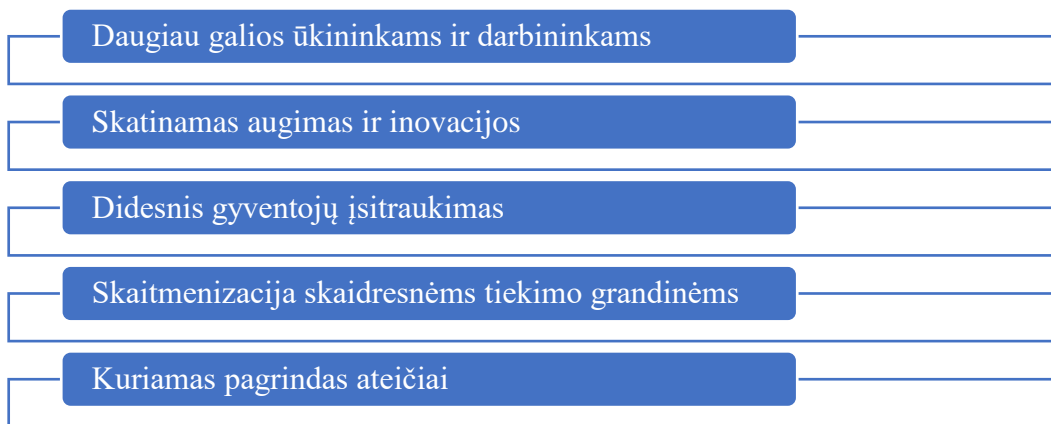 Daugiau galios ūkininkams ir darbininkams
Skatinamas augimas ir inovacijos
Didesnis gyventojų įsitraukimas
Skaitmenizacija skaidresnėms tiekimo grandinėms
Kuriamas pagrindas ateičiai